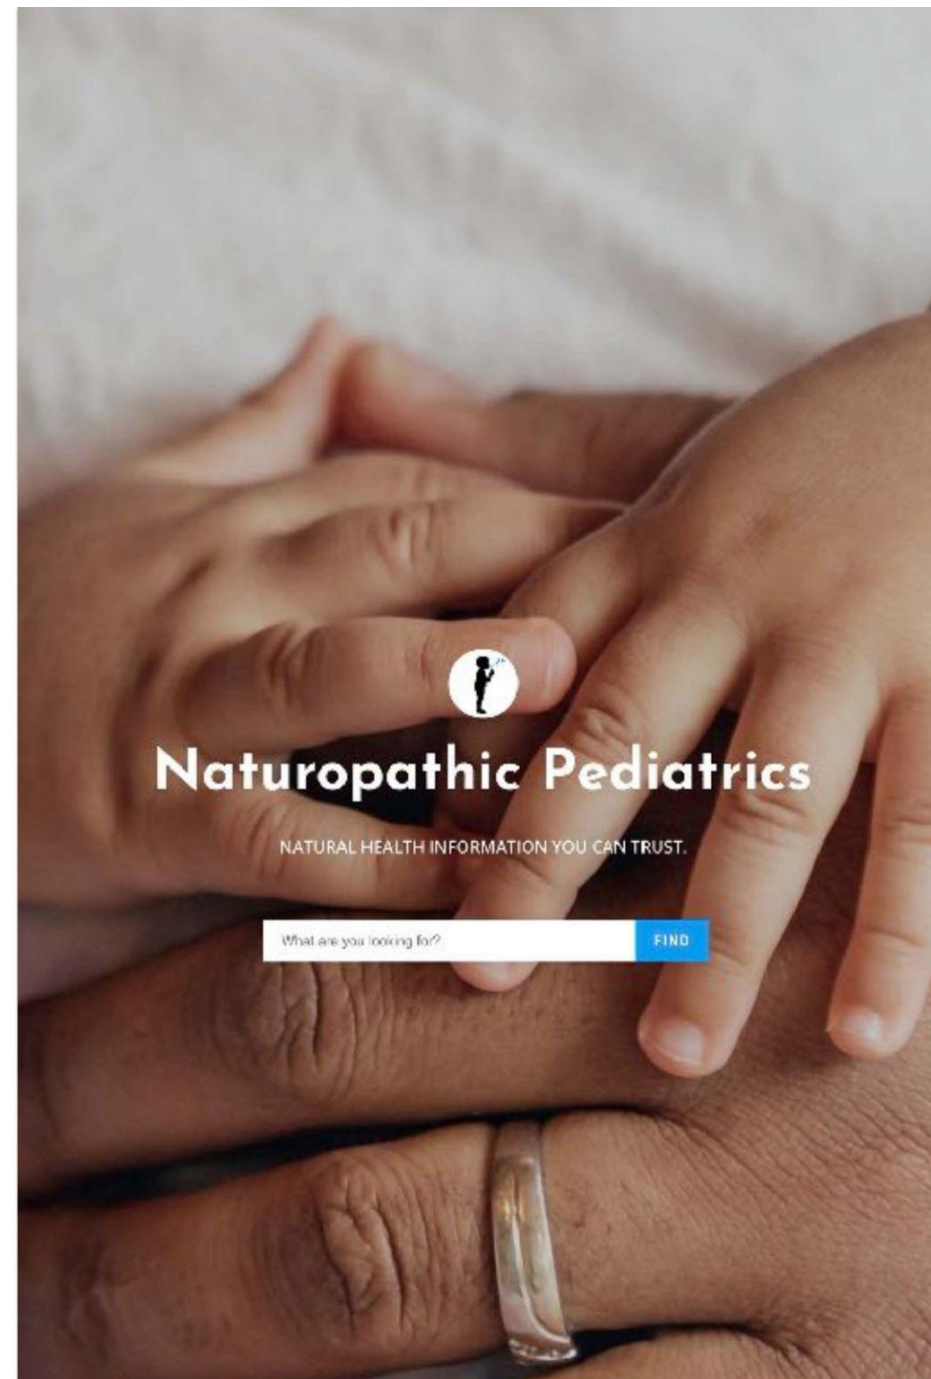 Naturopathic Pediatrics
NATURAL HEALTH INFORMATION YOU CAN TRUST.
What are you looking for?
FIND